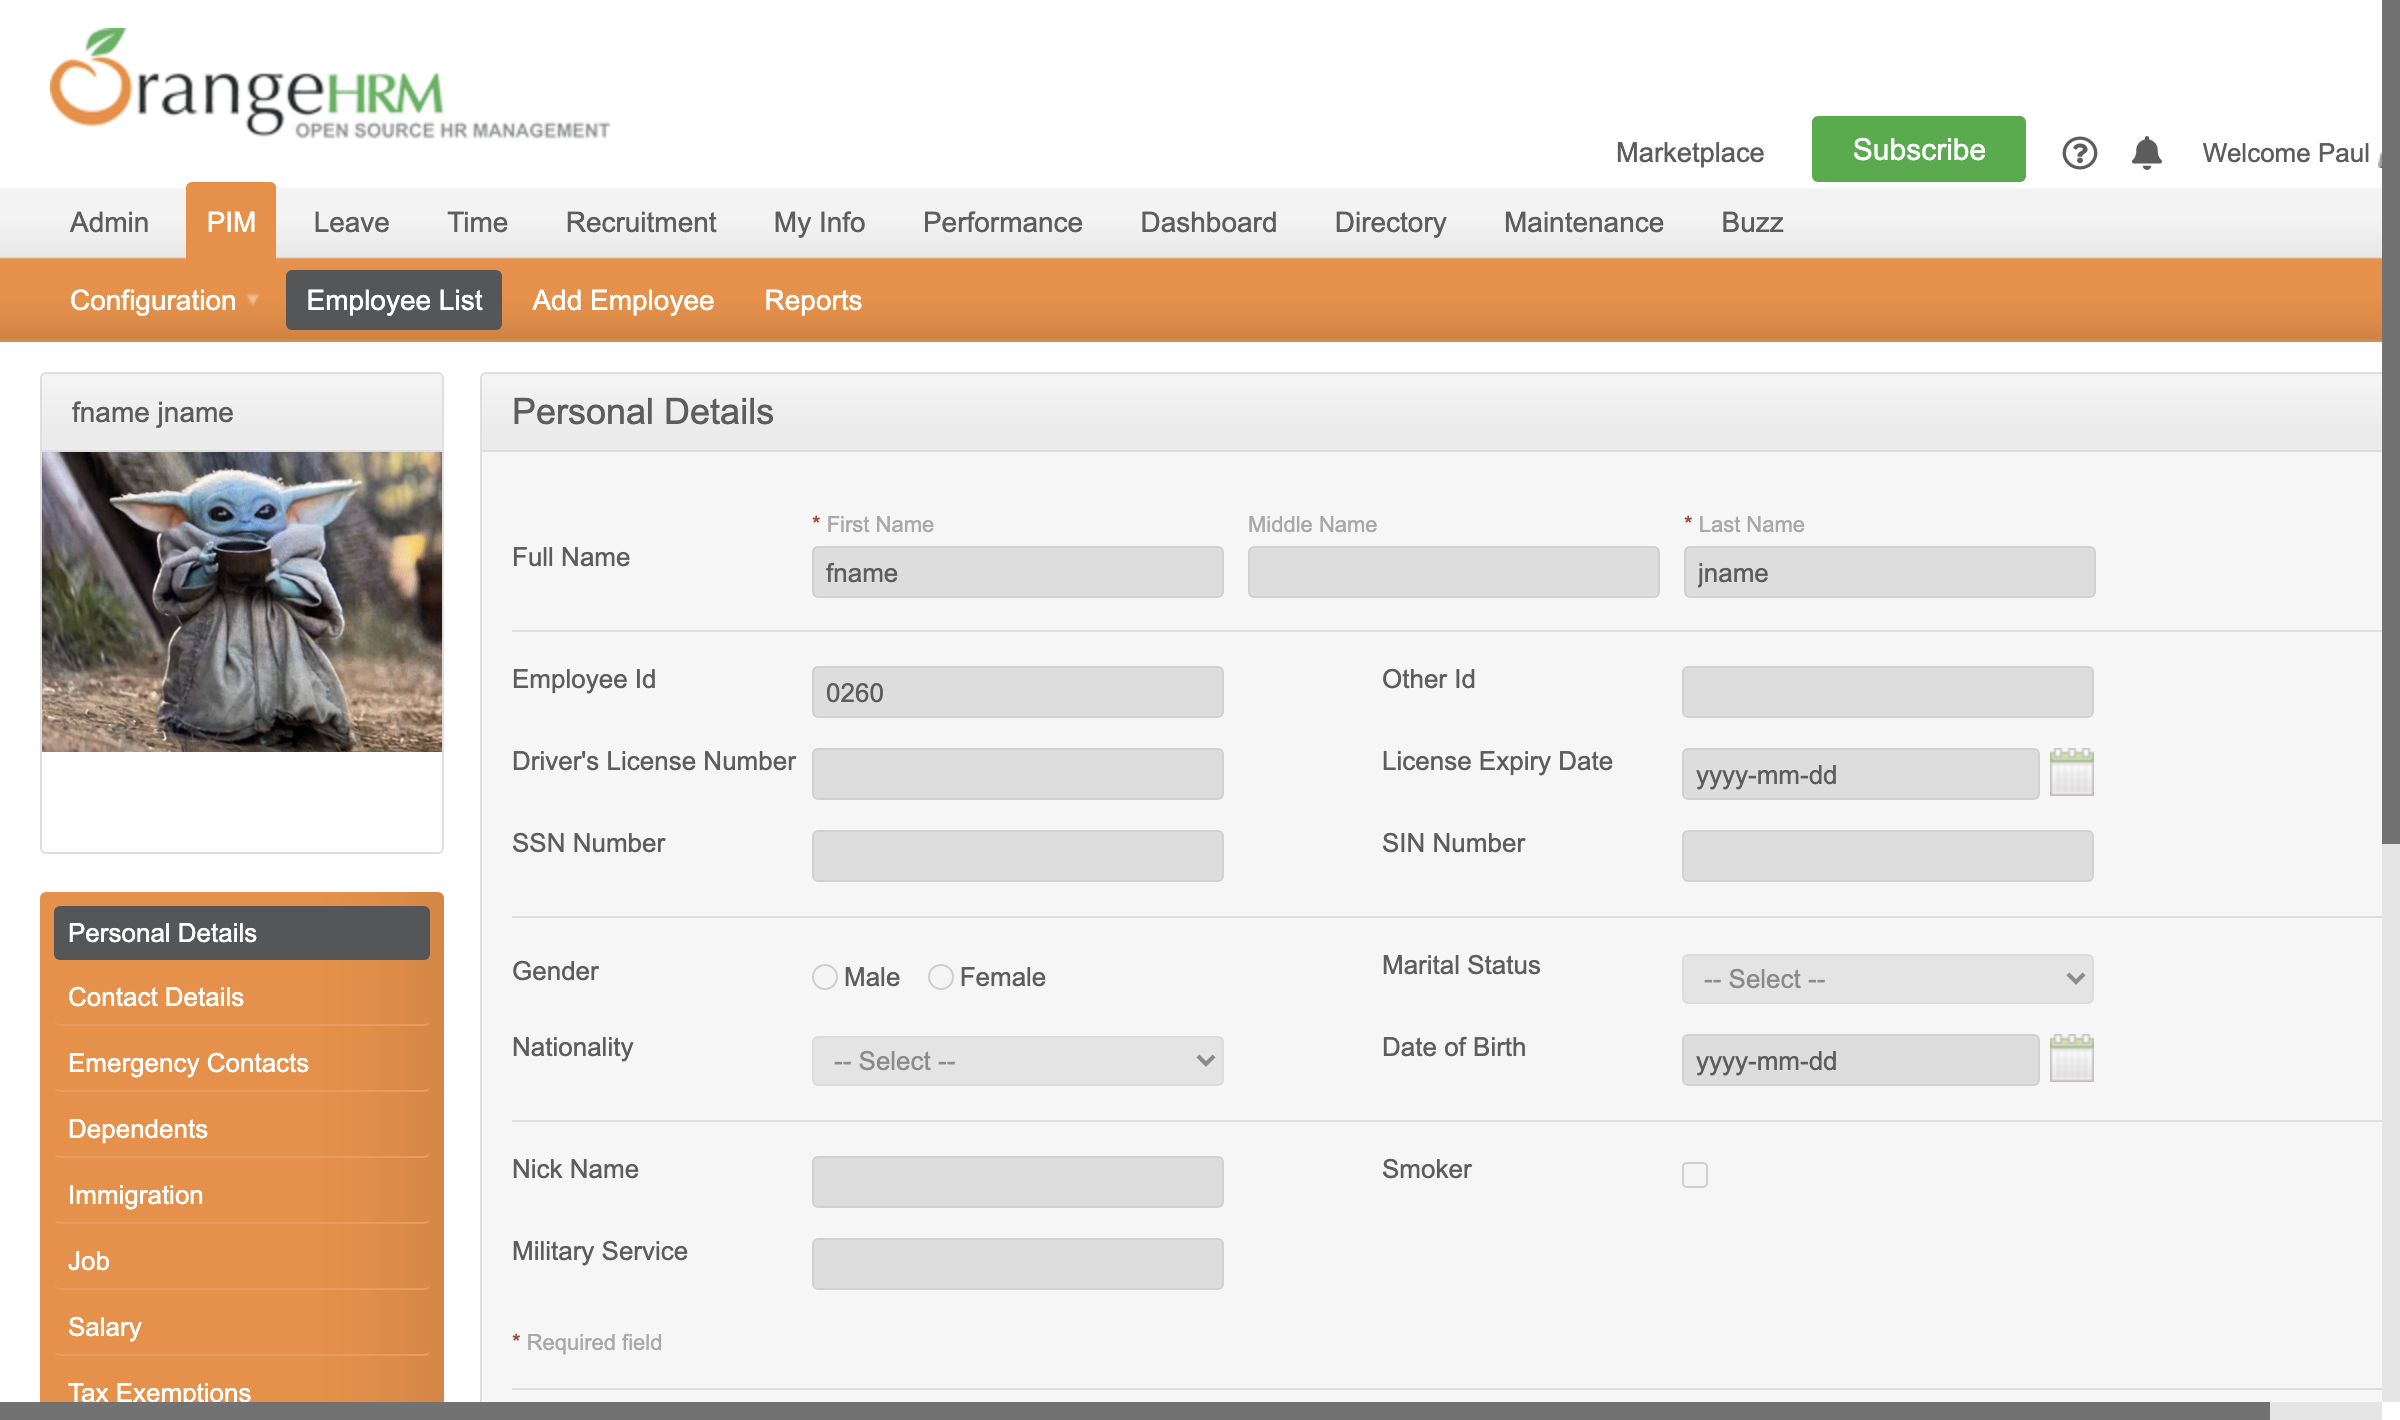 OrangeHRM
OPEN SOURCE HR MANAGEMENT
Marketplace Subscribe ? Welcome Paul
Admin PIM Leave Time Recruitment My Info Performance Dashboard Directory Maintenance Buzz
Configuration Employee List Add Employee Reports
fname jname
Personal Details
Contact Details
Emergency Contacts
Dependents
Immigration
Job
Salary
Tax Exemptions
Personal Details
* First Name Middle Name * Last Name
Full Name fname jname
Employee Id 0260 Other Id
Driver's License Number License Expiry Date yyyy-mm-dd
SSN Number SIN Number
Gender Male Female Marital Status -- Select --
Nationality -- Select -- Date of Birth yyyy-mm-dd
Nick Name Smoker
Military Service
* Required field